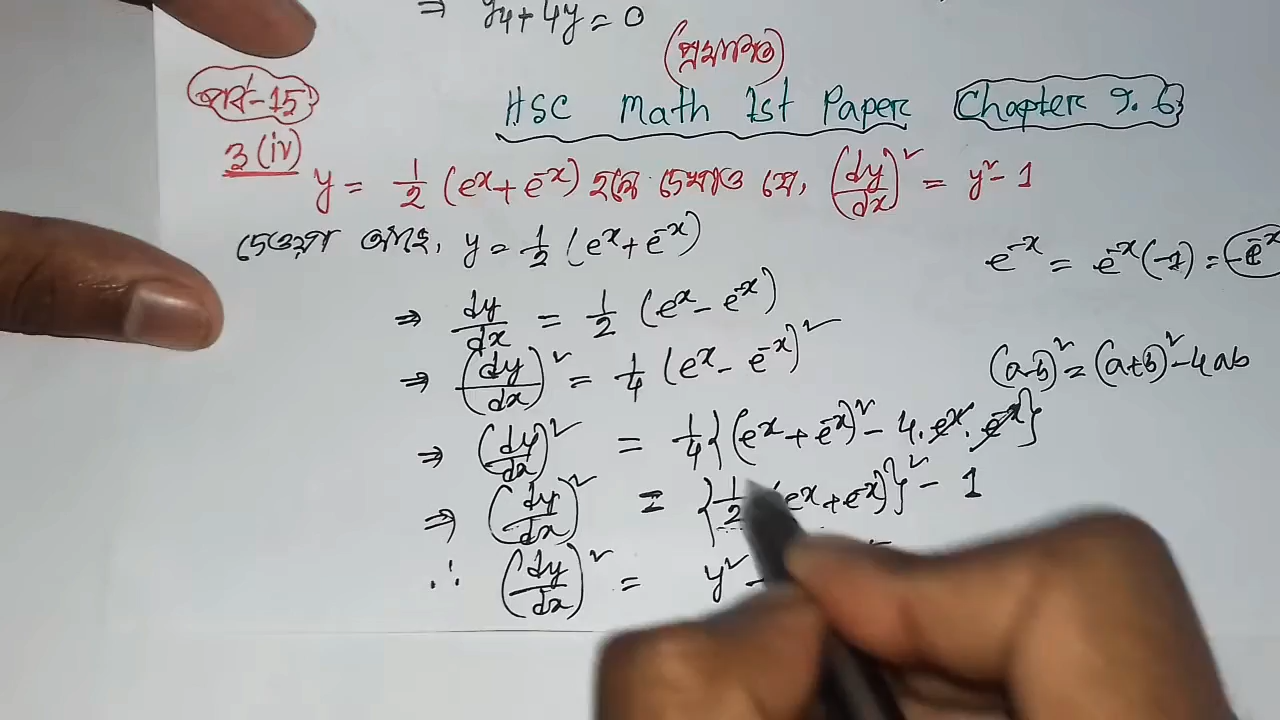 ⇒ y₄ + 4y = 0
(প্রমাণিত)
পর্ব-15
HSC Math 1st Paper Chapter 9.6
3(iv)
y = 1/2 (eˣ + e⁻ˣ) হলে দেখাও যে, (dy/dx)² = y² - 1
দেওয়া আছে, y = 1/2 (eˣ + e⁻ˣ)
e⁻ˣ = e⁻ˣ(-1) = -e⁻ˣ
⇒ dy/dx = 1/2 (eˣ - e⁻ˣ)
⇒ (dy/dx)² = 1/4 (eˣ - e⁻ˣ)²
(a-b)² = (a+b)² - 4ab
⇒ (dy/dx)² = 1/4 {(eˣ + e⁻ˣ)² - 4.eˣ.e⁻ˣ}
⇒ (dy/dx)² = {1/2 (eˣ + e⁻ˣ)}² - 1
∴ (dy/dx)² = y² -